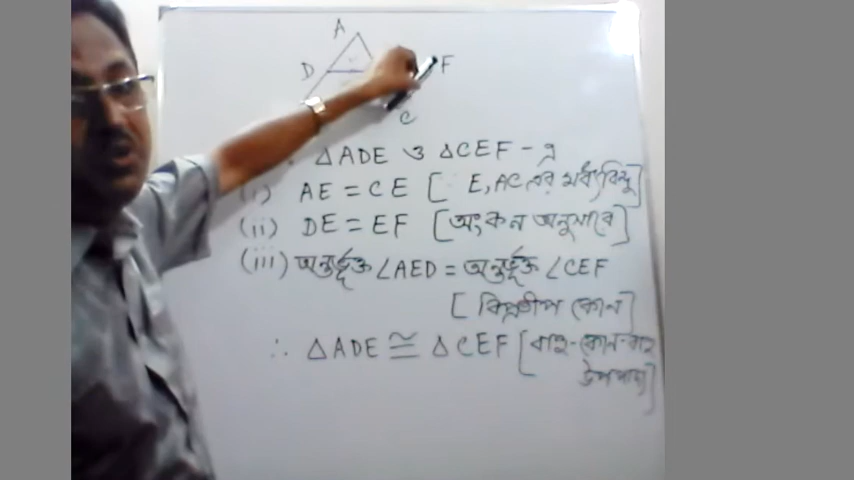 A
D
F
C
∴ ΔADE ও ΔCEF-এ
(i) AE = CE [∵ E, AC এর মধ্যবিন্দু]
(ii) DE = EF [অংকন অনুসারে]
(iii) অন্তর্ভূক্ত ∠AED = অন্তর্ভূক্ত ∠CEF
[বিপ্রতীপ কোন]
∴ ΔADE ≅ ΔCEF [বাহু-কোন-বাহু
উপপাদ্য]